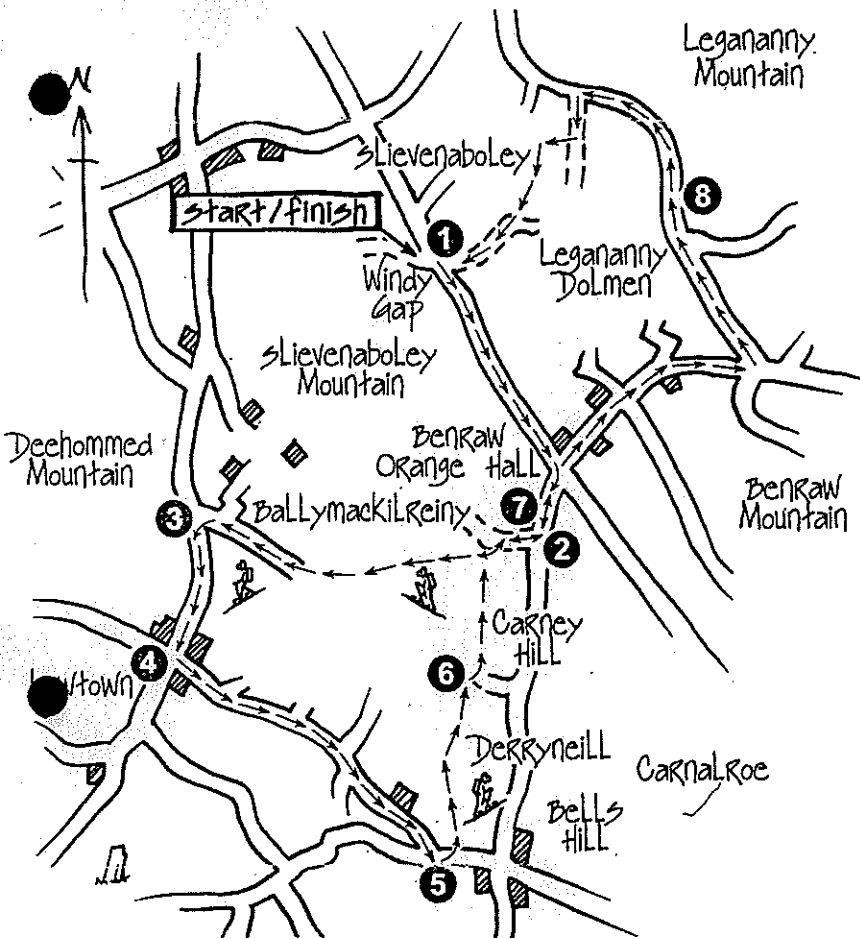 N
Legananny
Mountain
Slievenaboley
start/finish
1
8
Windy
Gap
Legananny
Dolmen
Slievenaboley
Mountain
Deehommed
Mountain
Benraw
Orange Hall
Benraw
Mountain
7
3
Ballymackilreiny
2
Carney
Hill
4
6
Derryneill
Carnalroe
Bells
Hill
5